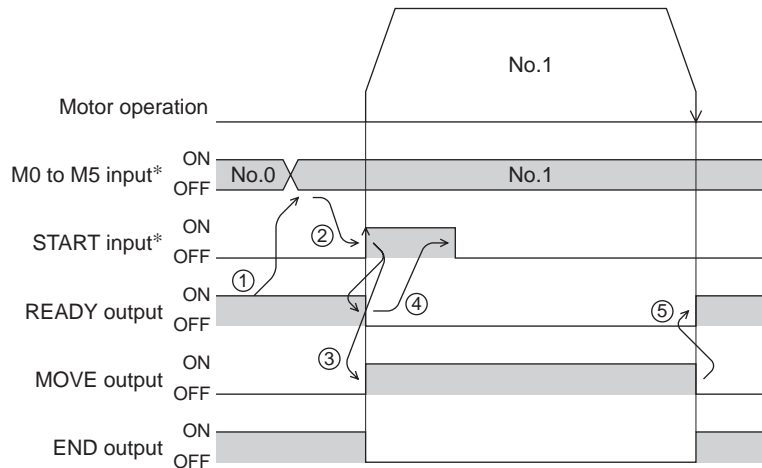 No.1
Motor operation
M0 to M5 input*
ON
OFF
No.0
No.1
START input*
ON
OFF
②
①
READY output
ON
OFF
④
⑤
③
MOVE output
ON
OFF
END output
ON
OFF